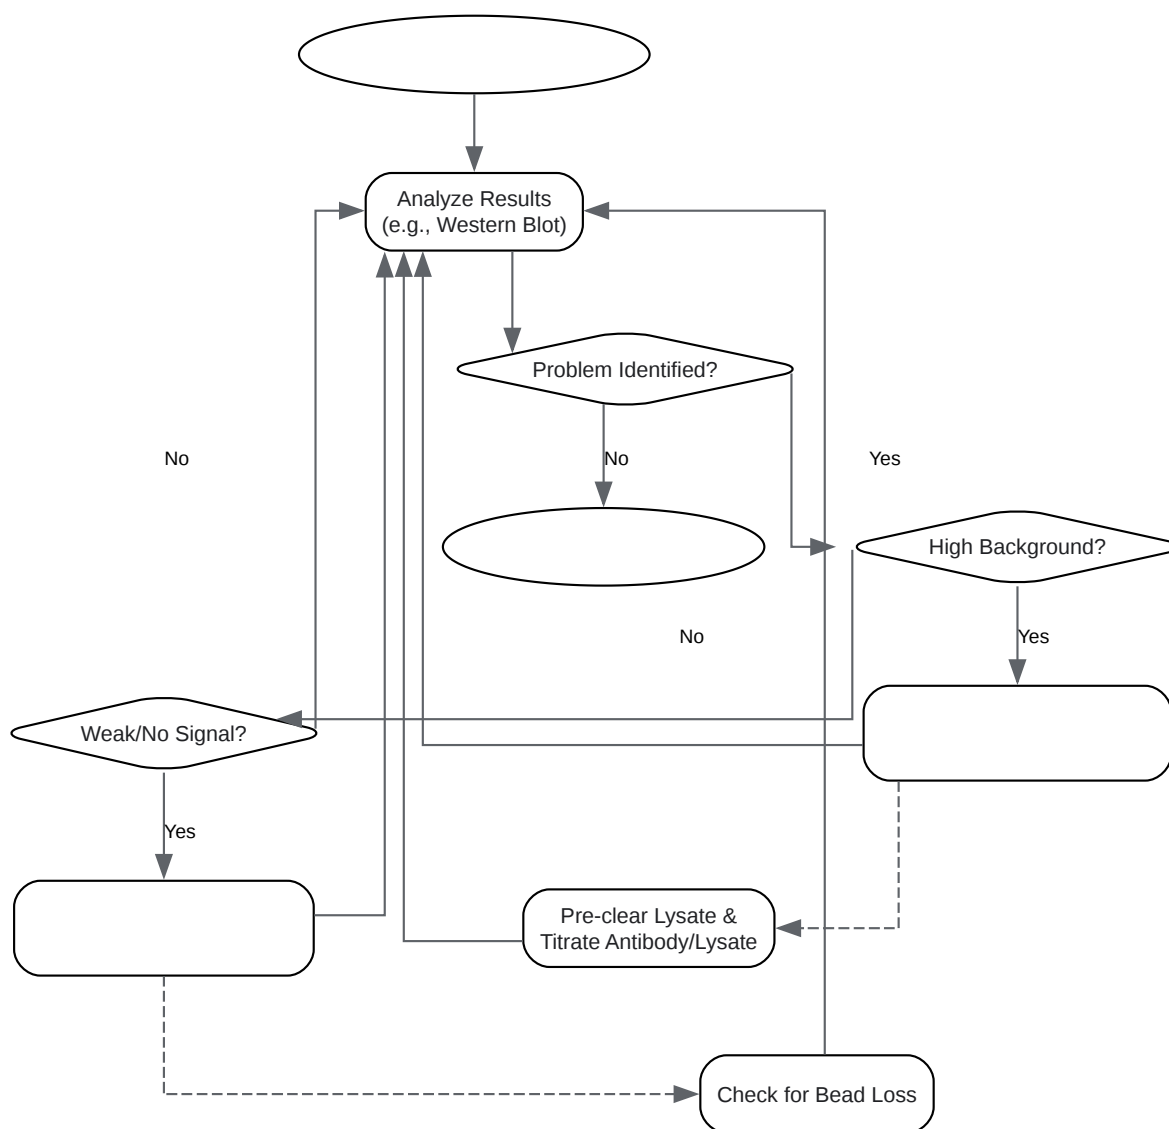 Analyze Results
(e.g., Western Blot)
Problem Identified?
No
No
Yes
High Background?
No
Yes
Weak/No Signal?
Yes
Pre-clear Lysate &
Titrate Antibody/Lysate
Check for Bead Loss